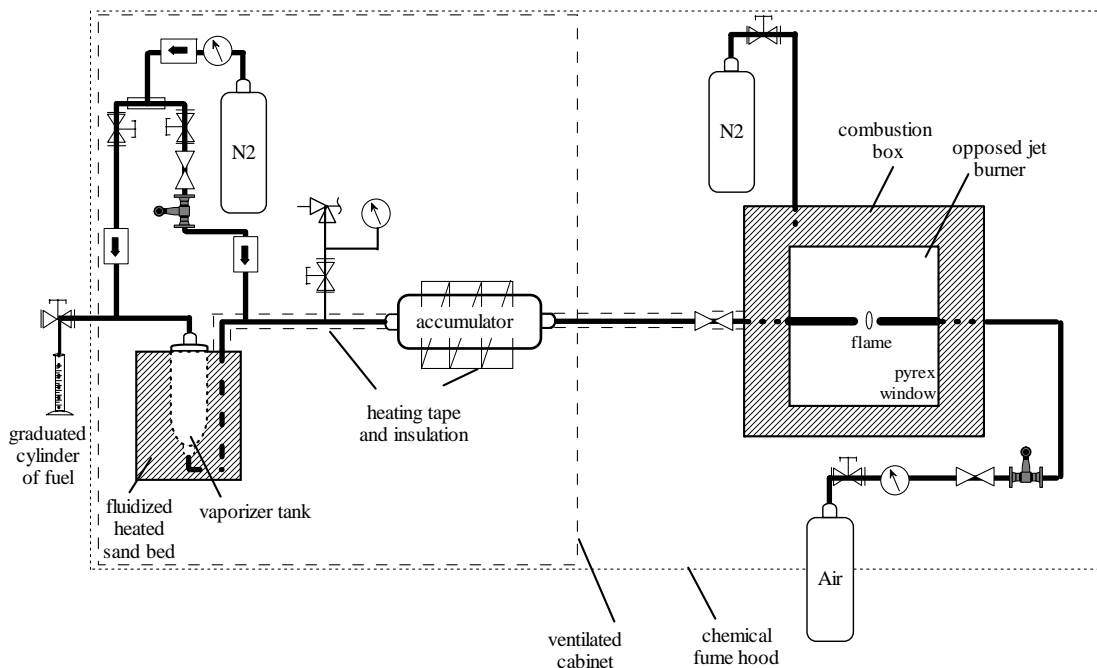 N2
N2
combustion
box
opposed jet
burner
accumulator
flame
pyrex
window
heating tape
and insulation
graduated
cylinder
of fuel
fluidized
heated
sand bed
vaporizer tank
Air
ventilated
cabinet
chemical
fume hood